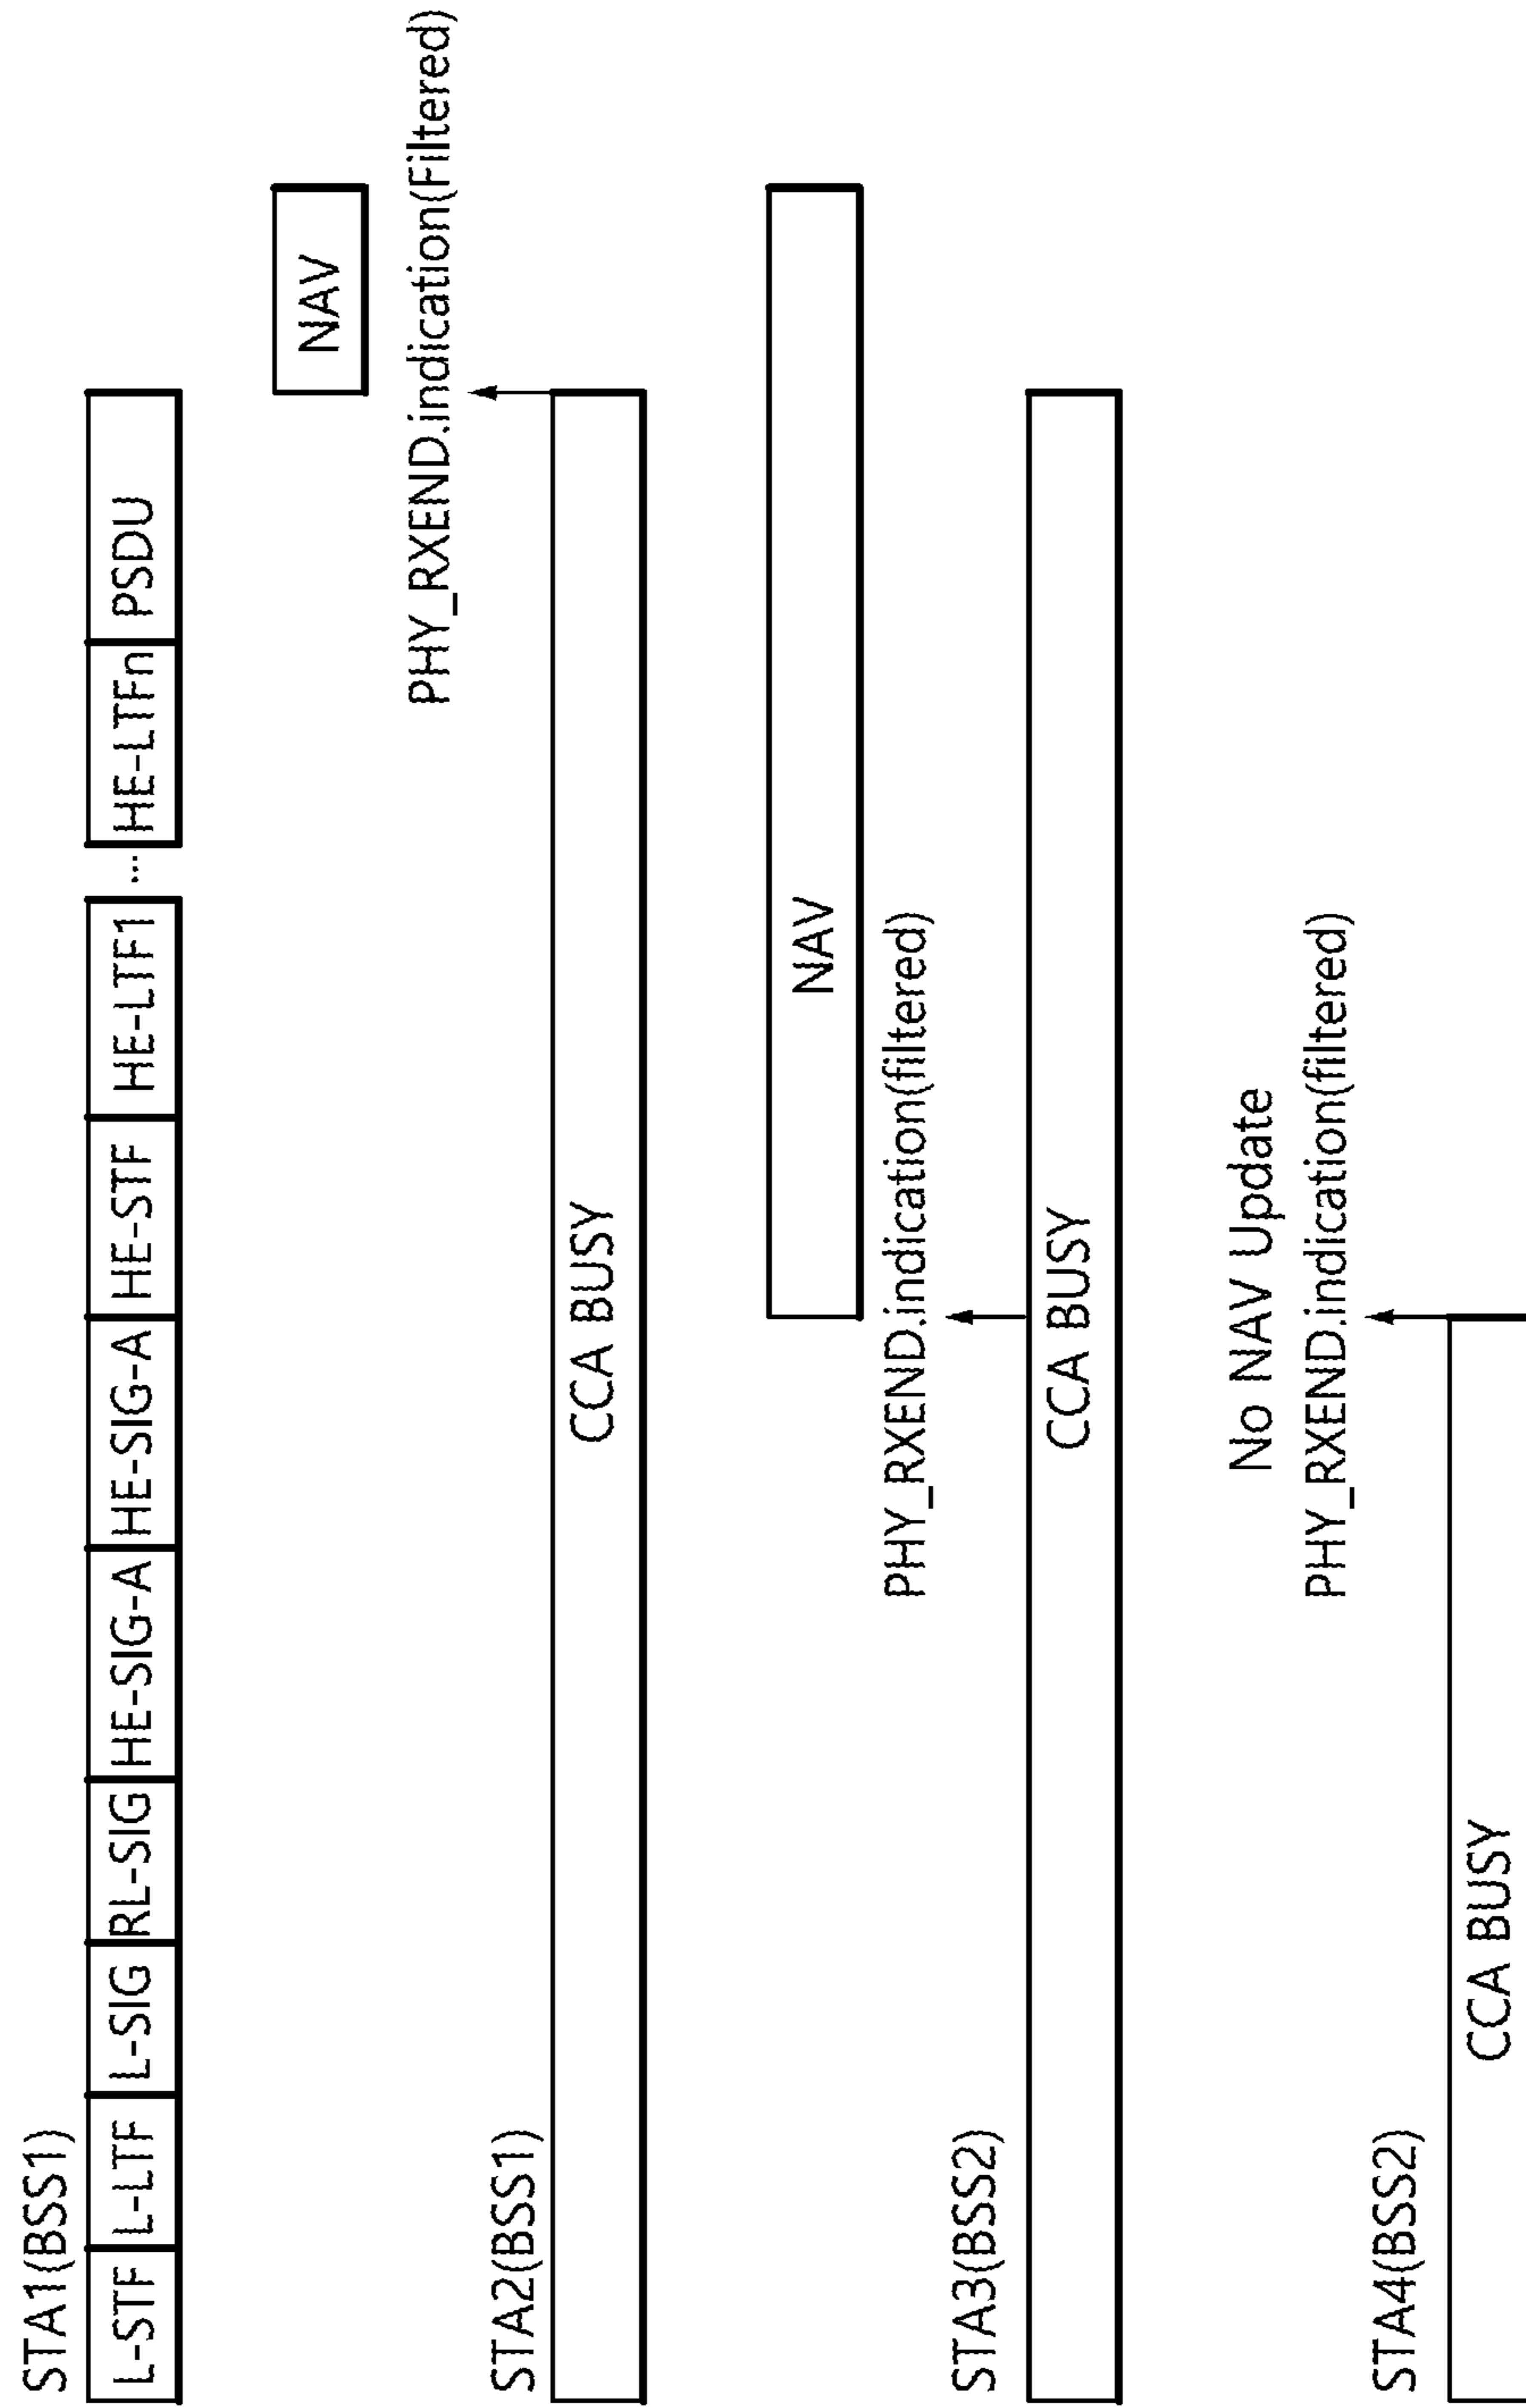 STA1(BSS1)
L-STF L-LTF L-SIG RL-SIG HE-SIG-A HE-SIG-A HE-STF HE-LTF1 ... HE-LTFn PSDU
NAV
PHY_RXEND.indication(Filtered)
STA2(BSS1)
CCA BUSY
NAV
PHY_RXEND.indication(filtered)
STA3(BSS2)
CCA BUSY
No NAV Update
PHY_RXEND.indication(filtered)
STA4(BSS2)
CCA BUSY